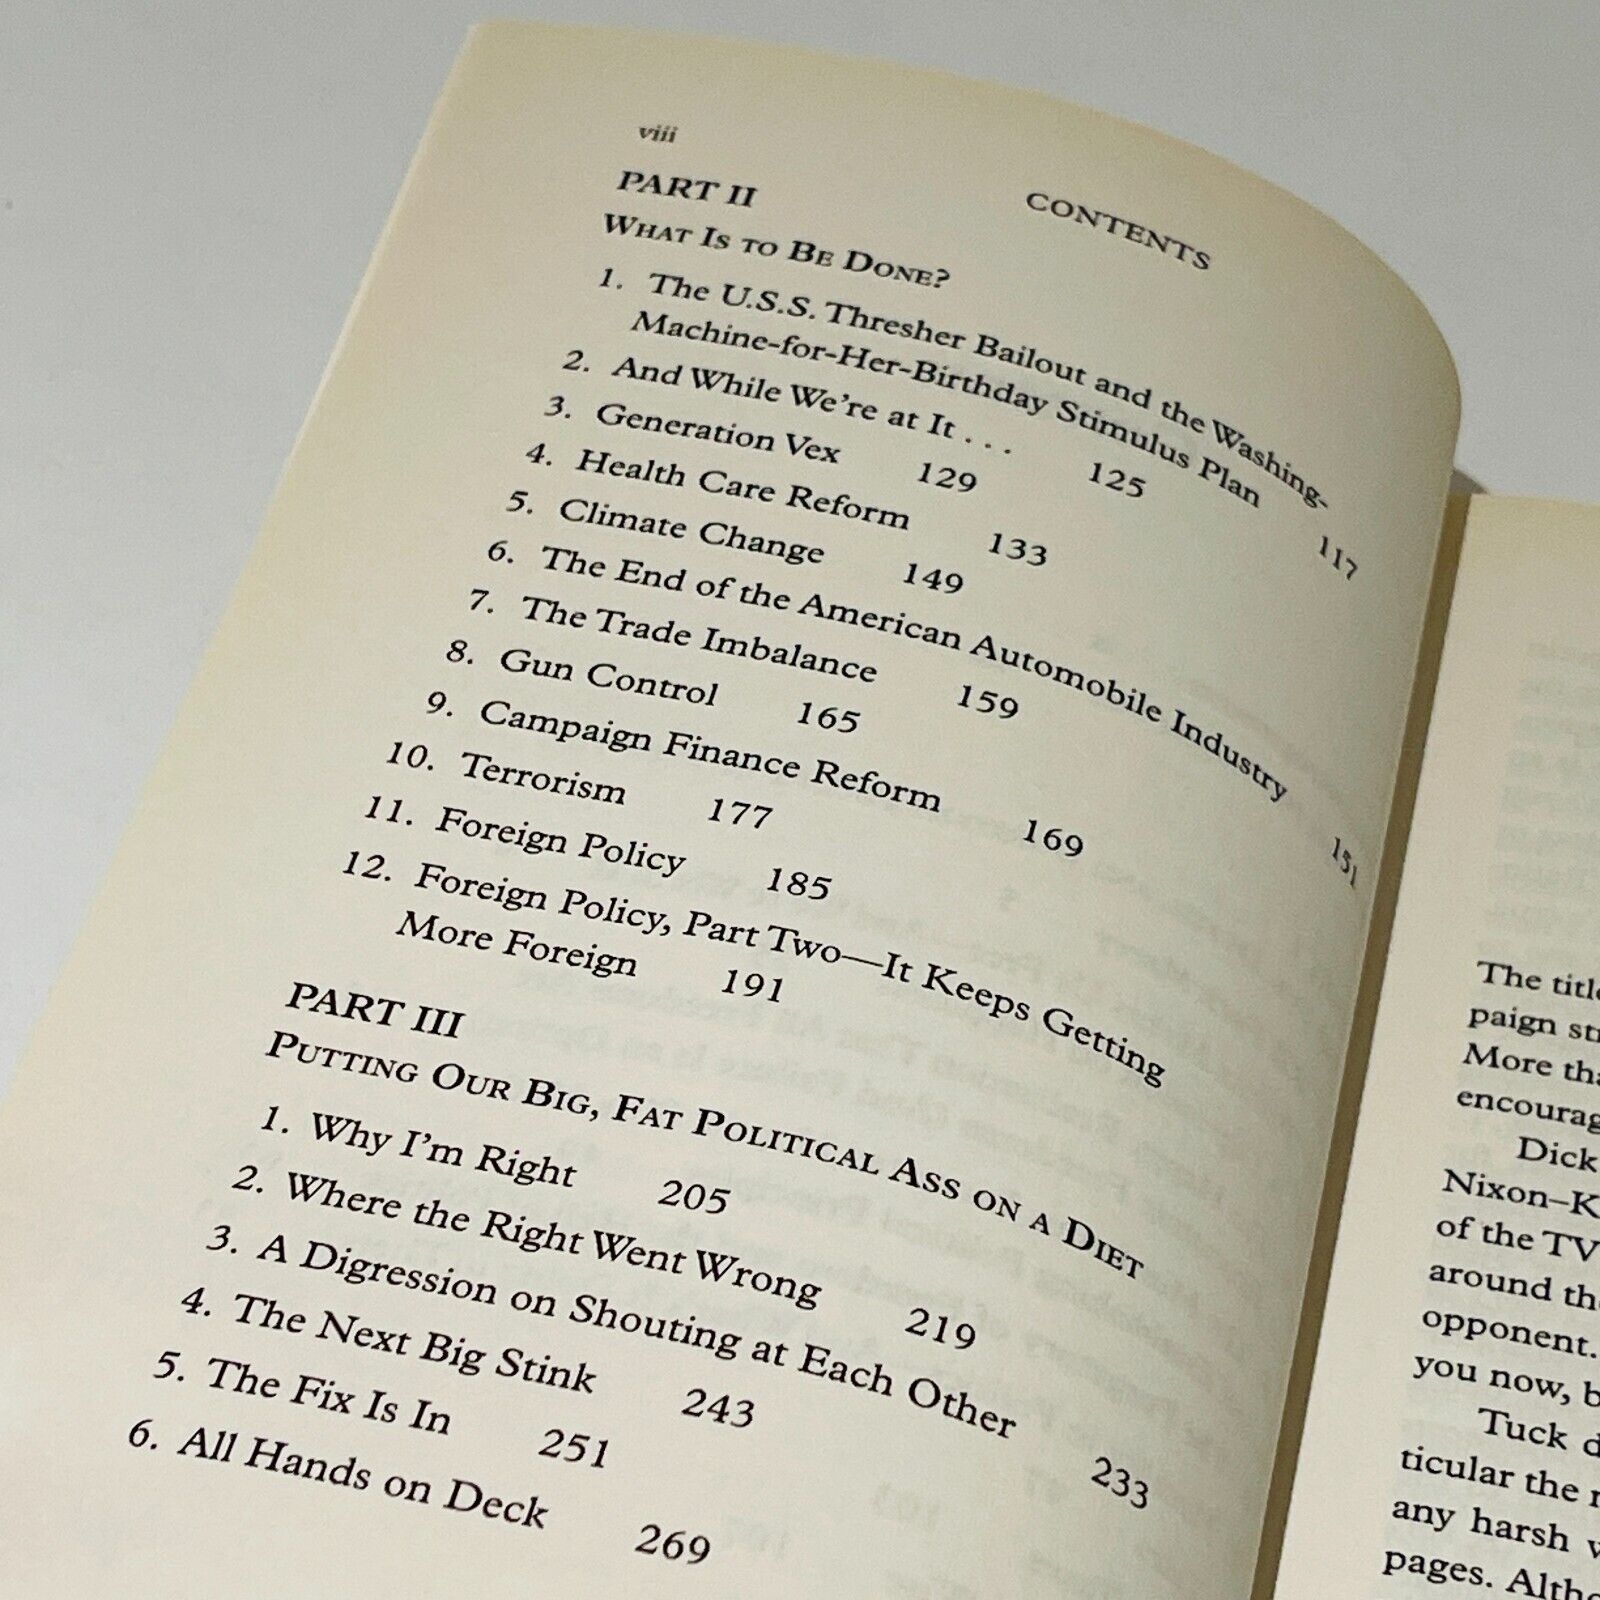 viii
CONTENTS
PART II
WHAT IS TO BE DONE?
1. The U.S.S. Thresher Bailout and the Washing-
Machine-for-Her-Birthday Stimulus Plan 117
2. And While We're at It . . . 125
3. Generation Vex 129
4. Health Care Reform 133
5. Climate Change 149
6. The End of the American Automobile Industry 151
7. The Trade Imbalance 159
8. Gun Control 165
9. Campaign Finance Reform 169
10. Terrorism 177
11. Foreign Policy 185
12. Foreign Policy, Part Two—It Keeps Getting
More Foreign 191
PART III
PUTTING OUR BIG, FAT POLITICAL ASS ON A DIET
1. Why I'm Right 205
2. Where the Right Went Wrong 219
3. A Digression on Shouting at Each Other 233
4. The Next Big Stink 243
5. The Fix Is In 251
6. All Hands on Deck 269
The
paign
More
encourag
Dick
Nixon–K
of the TV
around
opponent.
you now,
Tuck
ticular the
any harsh
pages.